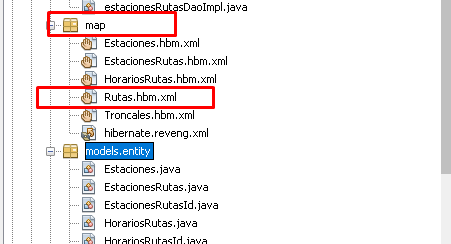 estacionesRutasDaoImpl.java
map
Estaciones.hbm.xml
EstacionesRutas.hbm.xml
HorariosRutas.hbm.xml
Rutas.hbm.xml
Troncales.hbm.xml
hibernate.reveng.xml
models.entity
Estaciones.java
EstacionesRutas.java
EstacionesRutasId.java
HorariosRutas.java
HorariosRutasId.java